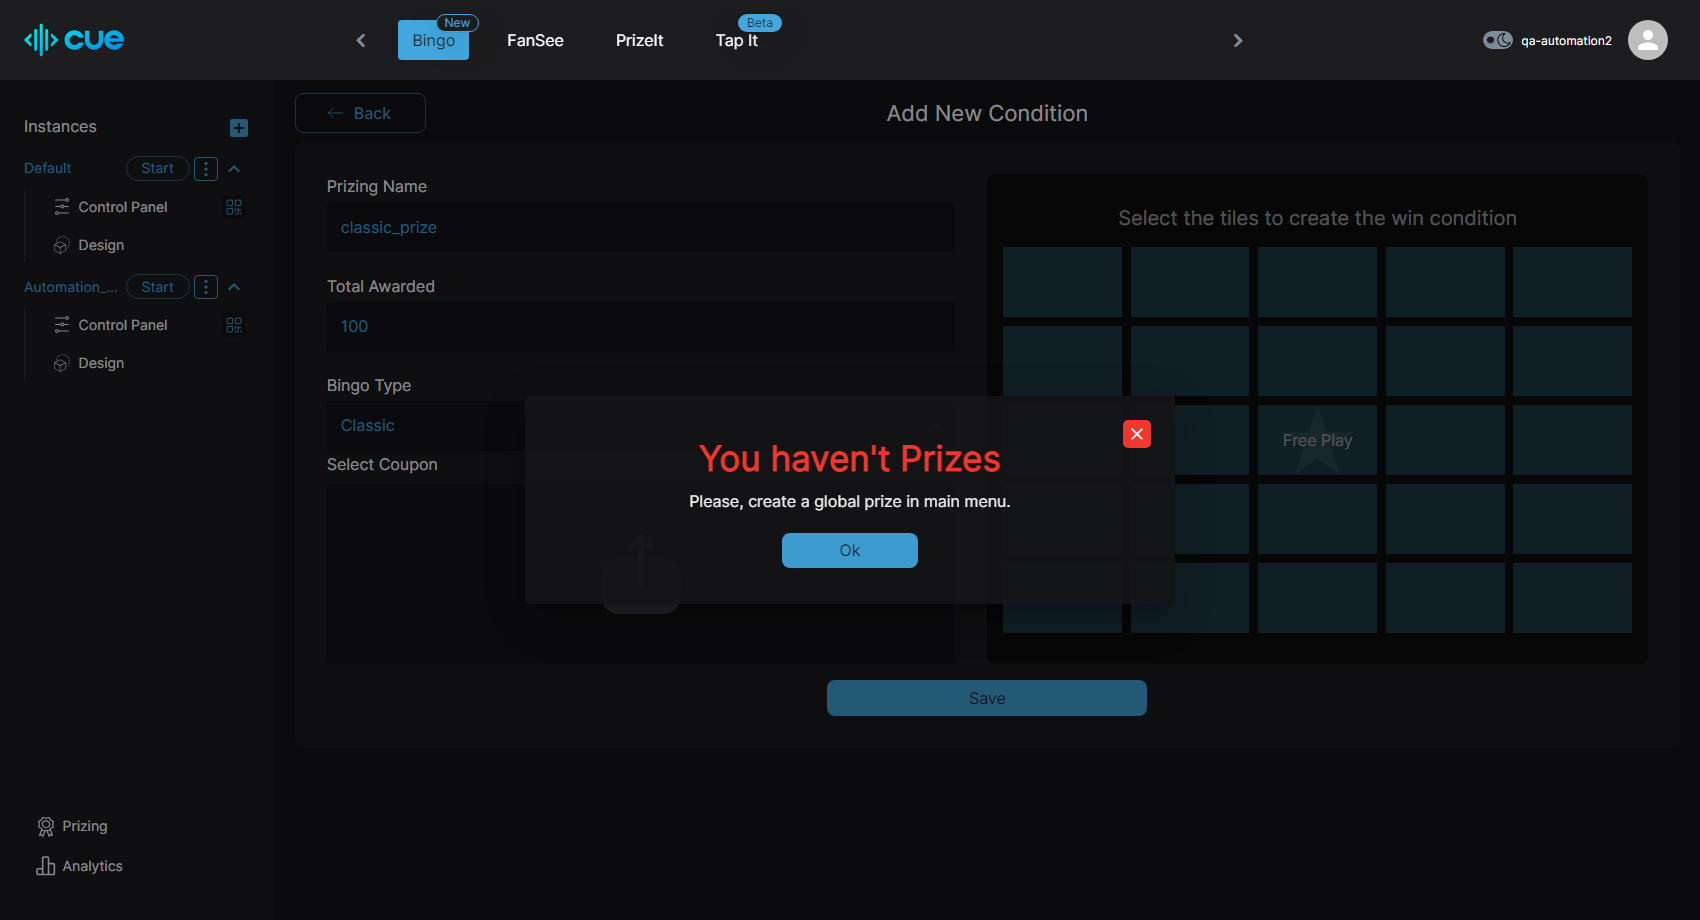 cue
Bingo
New
FanSee
PrizeIt
Tap It
Beta
qa-automation2
Instances
Default
Start
Control Panel
Design
Automation_...
Start
Control Panel
Design
Prizing
Analytics
Back
Add New Condition
Prizing Name
classic_prize
Total Awarded
100
Bingo Type
Classic
Select Coupon
Select the tiles to create the win condition
Free Play
You haven't Prizes
Please, create a global prize in main menu.
Ok
Save